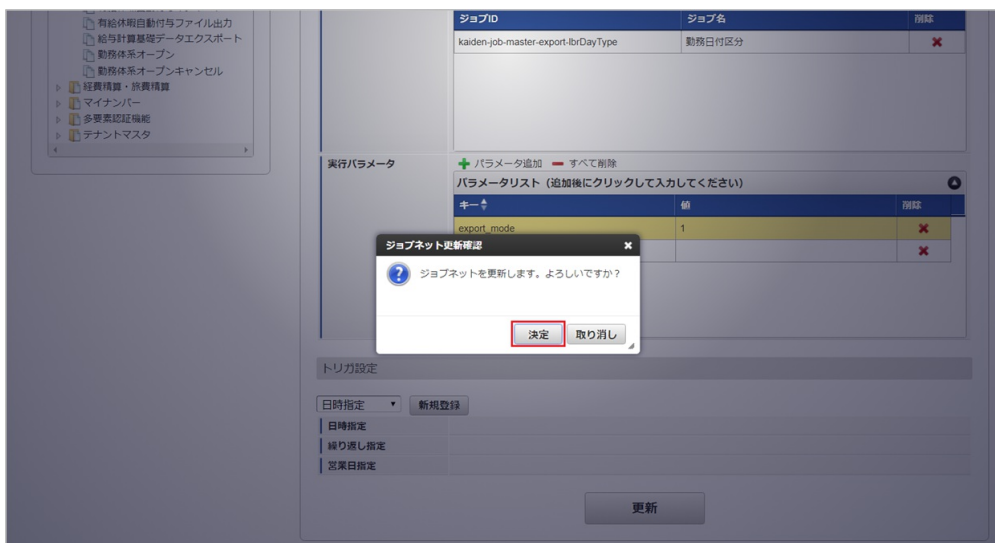 有給休暇自動付与ファイル出力
給与計算基礎データエクスポート
勤務体系オープン
勤務体系オープンキャンセル
経費精算・旅費精算
マイナンバー
多要素認証機能
テナントマスタ
ジョブID ジョブ名 削除
kaiden-job-master-export-lbrDayType 勤務日付区分
実行パラメータ パラメータ追加 すべて削除
パラメータリスト（追加後にクリックして入力してください）
キー 値 削除
export_mode 1
ジョブネット更新確認
ジョブネットを更新します。よろしいですか？
決定 取り消し
トリガ設定
日時指定 新規登録
日時指定
繰り返し指定
営業日指定
更新